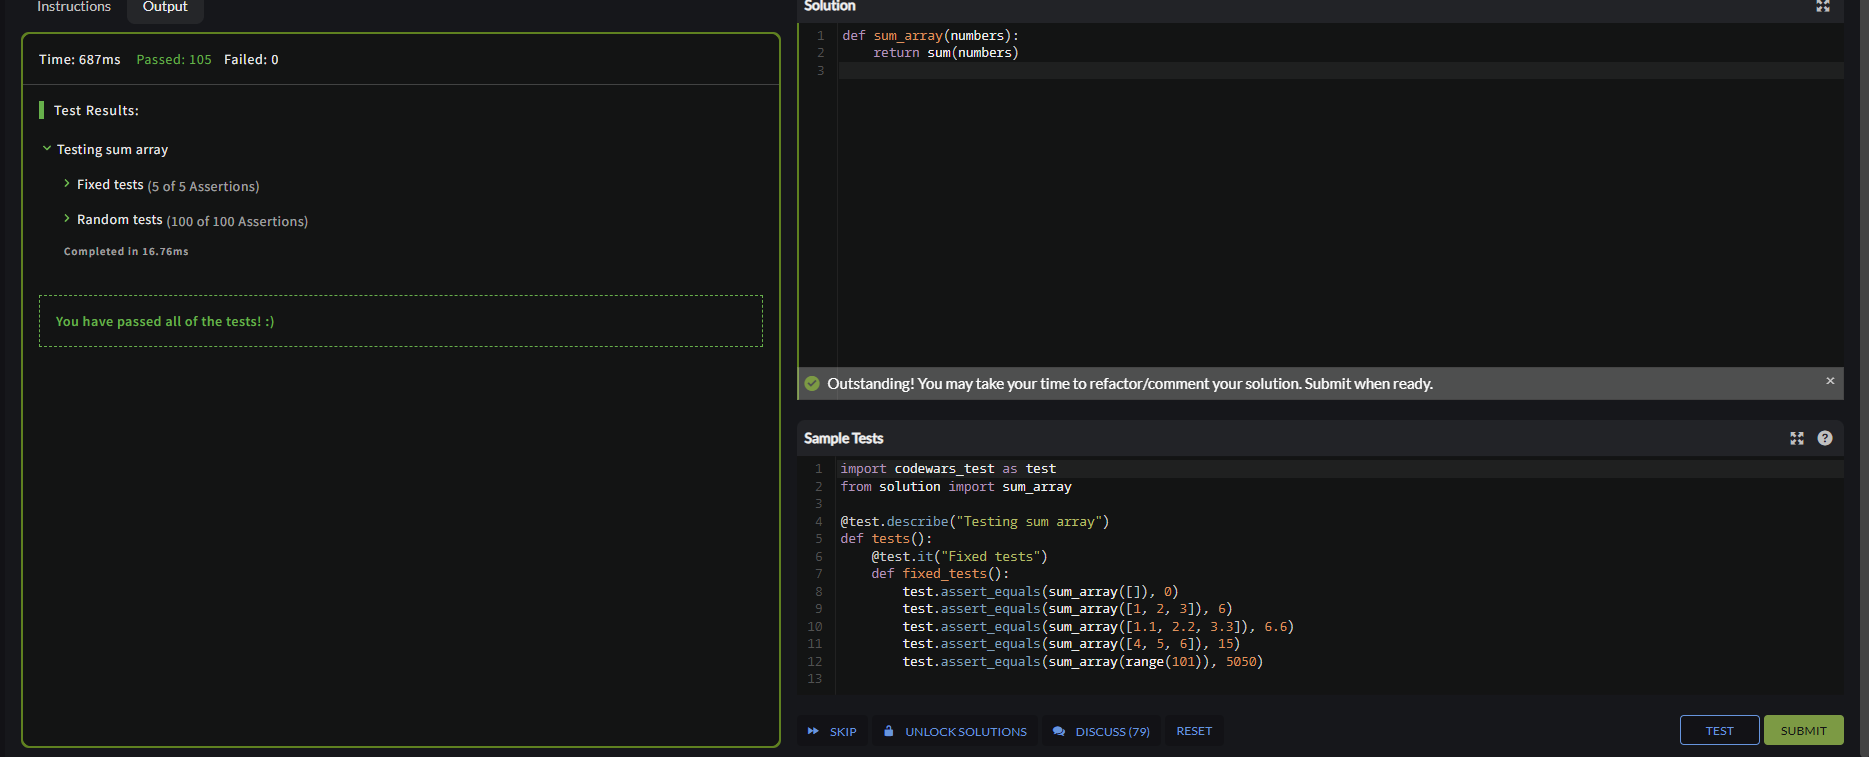 Instructions
Output
Time: 687ms Passed: 105 Failed: 0
Test Results:
Testing sum array
Fixed tests (5 of 5 Assertions)
Random tests (100 of 100 Assertions)
Completed in 16.76ms
You have passed all of the tests! :)
Solution
1 def sum_array(numbers):
2     return sum(numbers)
3
Outstanding! You may take your time to refactor/comment your solution. Submit when ready.
Sample Tests
1 import codewars_test as test
2 from solution import sum_array
3
4 @test.describe("Testing sum array")
5 def tests():
6     @test.it("Fixed tests")
7     def fixed_tests():
8         test.assert_equals(sum_array([]), 0)
9         test.assert_equals(sum_array([1, 2, 3]), 6)
10         test.assert_equals(sum_array([1.1, 2.2, 3.3]), 6.6)
11         test.assert_equals(sum_array([4, 5, 6]), 15)
12         test.assert_equals(sum_array(range(101)), 5050)
13
SKIP
UNLOCK SOLUTIONS
DISCUSS (79)
RESET
TEST
SUBMIT